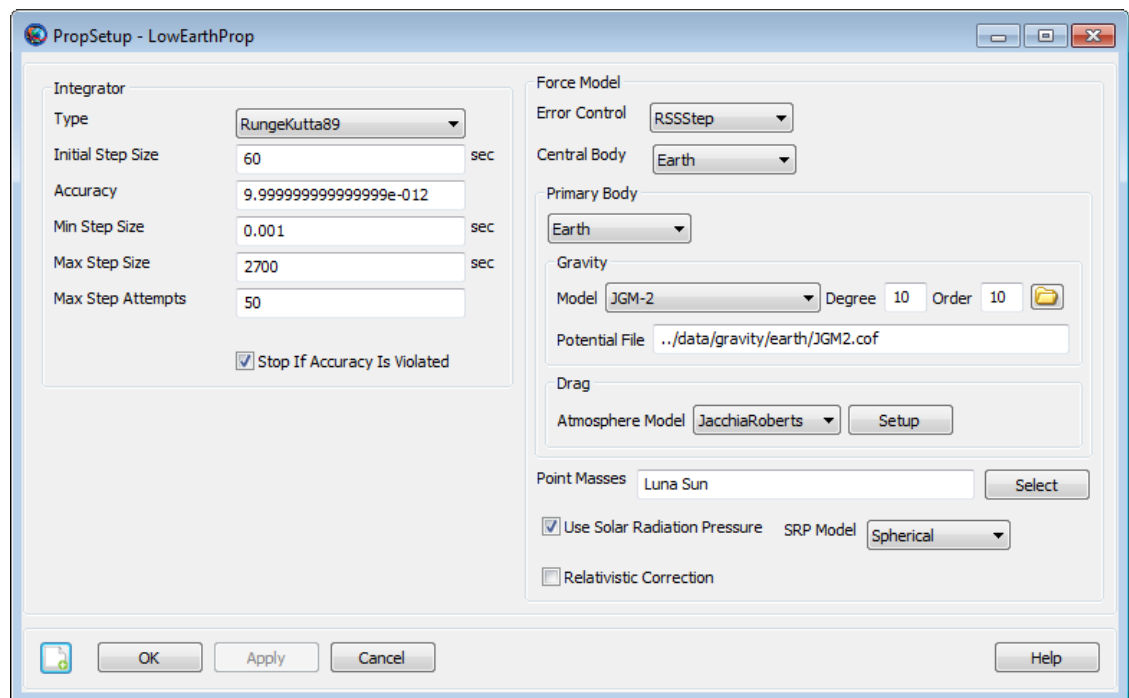 PropSetup - LowEarthProp
Integrator
Type RungeKutta89
Initial Step Size 60 sec
Accuracy 9.999999999999999e-012
Min Step Size 0.001 sec
Max Step Size 2700 sec
Max Step Attempts 50
Stop If Accuracy Is Violated
Force Model
Error Control RSSStep
Central Body Earth
Primary Body
Earth
Gravity
Model JGM-2 Degree 10 Order 10
Potential File ../data/gravity/earth/JGM2.cof
Drag
Atmosphere Model JacchiaRoberts Setup
Point Masses Luna Sun Select
Use Solar Radiation Pressure SRP Model Spherical
Relativistic Correction
OK Apply Cancel Help